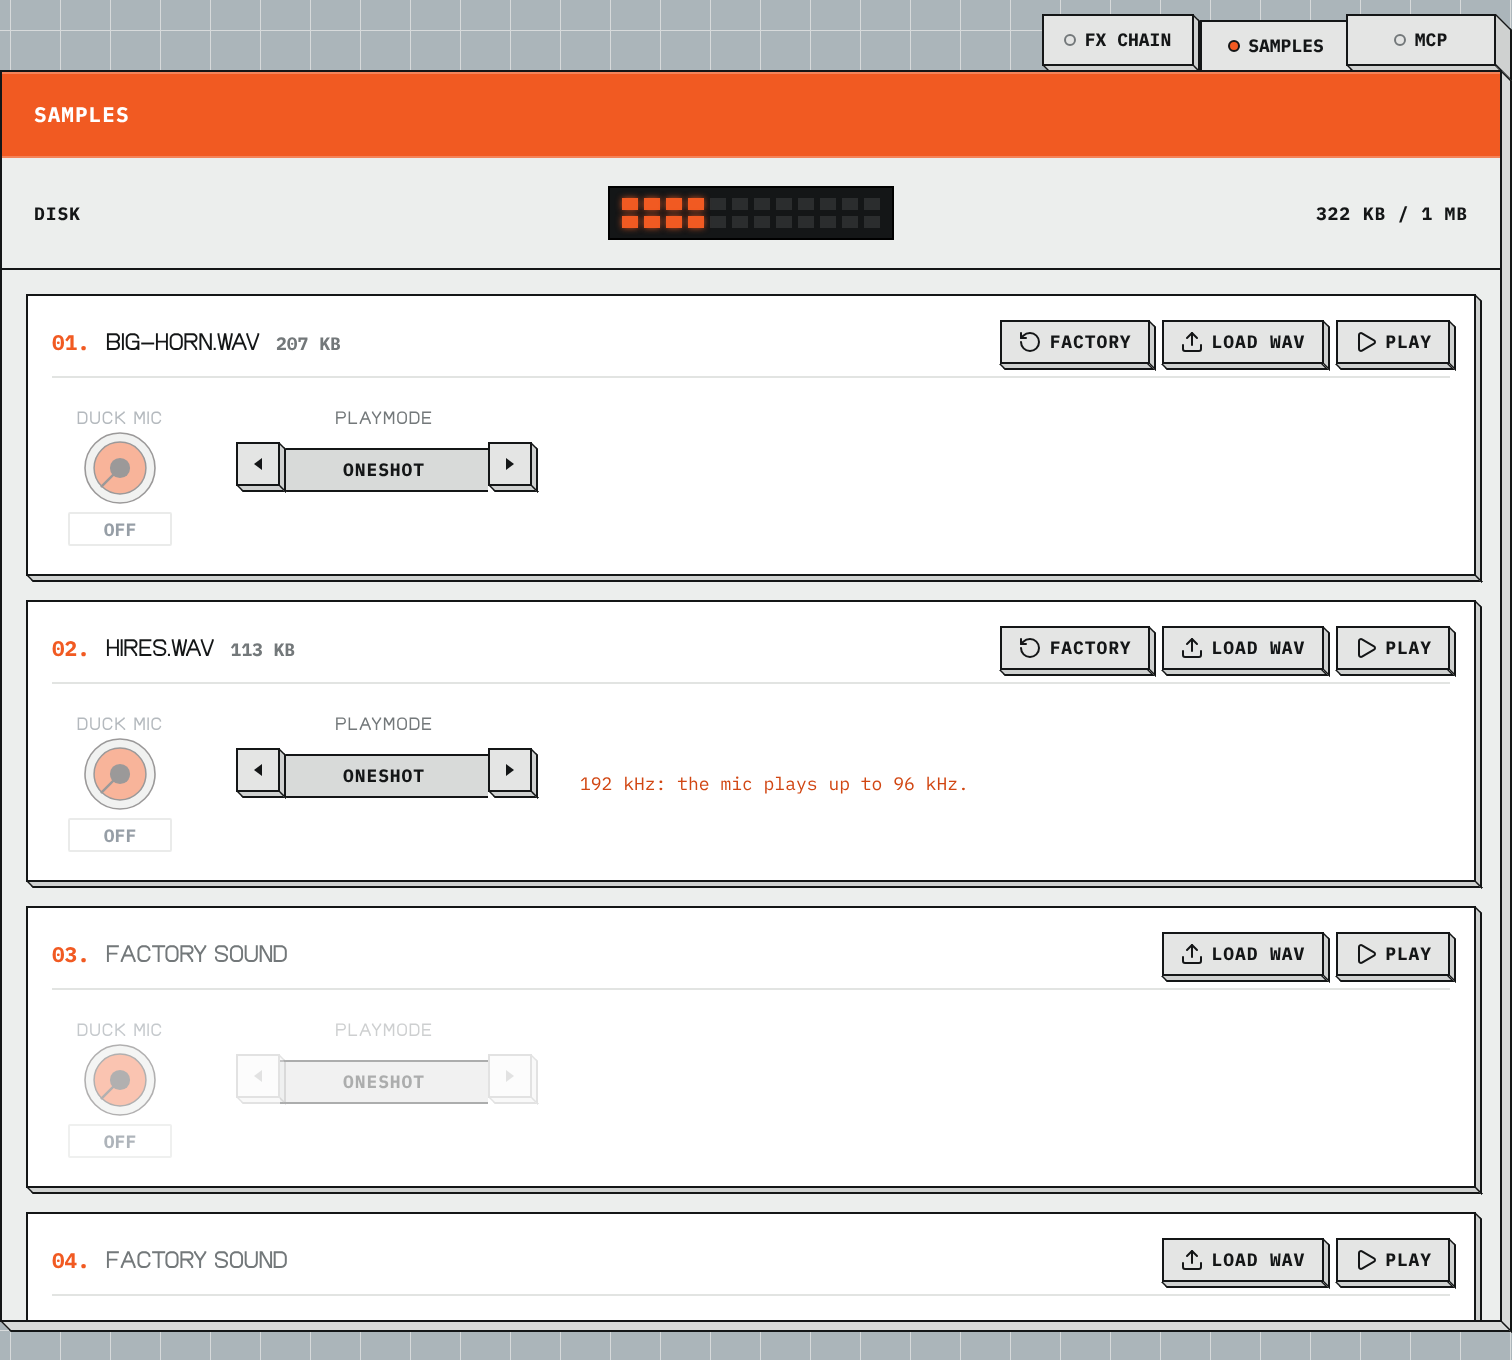 FX CHAIN
SAMPLES
MCP
SAMPLES
DISK
322 KB / 1 MB
01. BIG-HORN.WAV 207 KB
FACTORY
LOAD WAV
PLAY
DUCK MIC
PLAYMODE
ONESHOT
OFF
02. HIRES.WAV 113 KB
FACTORY
LOAD WAV
PLAY
DUCK MIC
PLAYMODE
ONESHOT
192 kHz: the mic plays up to 96 kHz.
OFF
03. FACTORY SOUND
LOAD WAV
PLAY
DUCK MIC
PLAYMODE
ONESHOT
OFF
04. FACTORY SOUND
LOAD WAV
PLAY